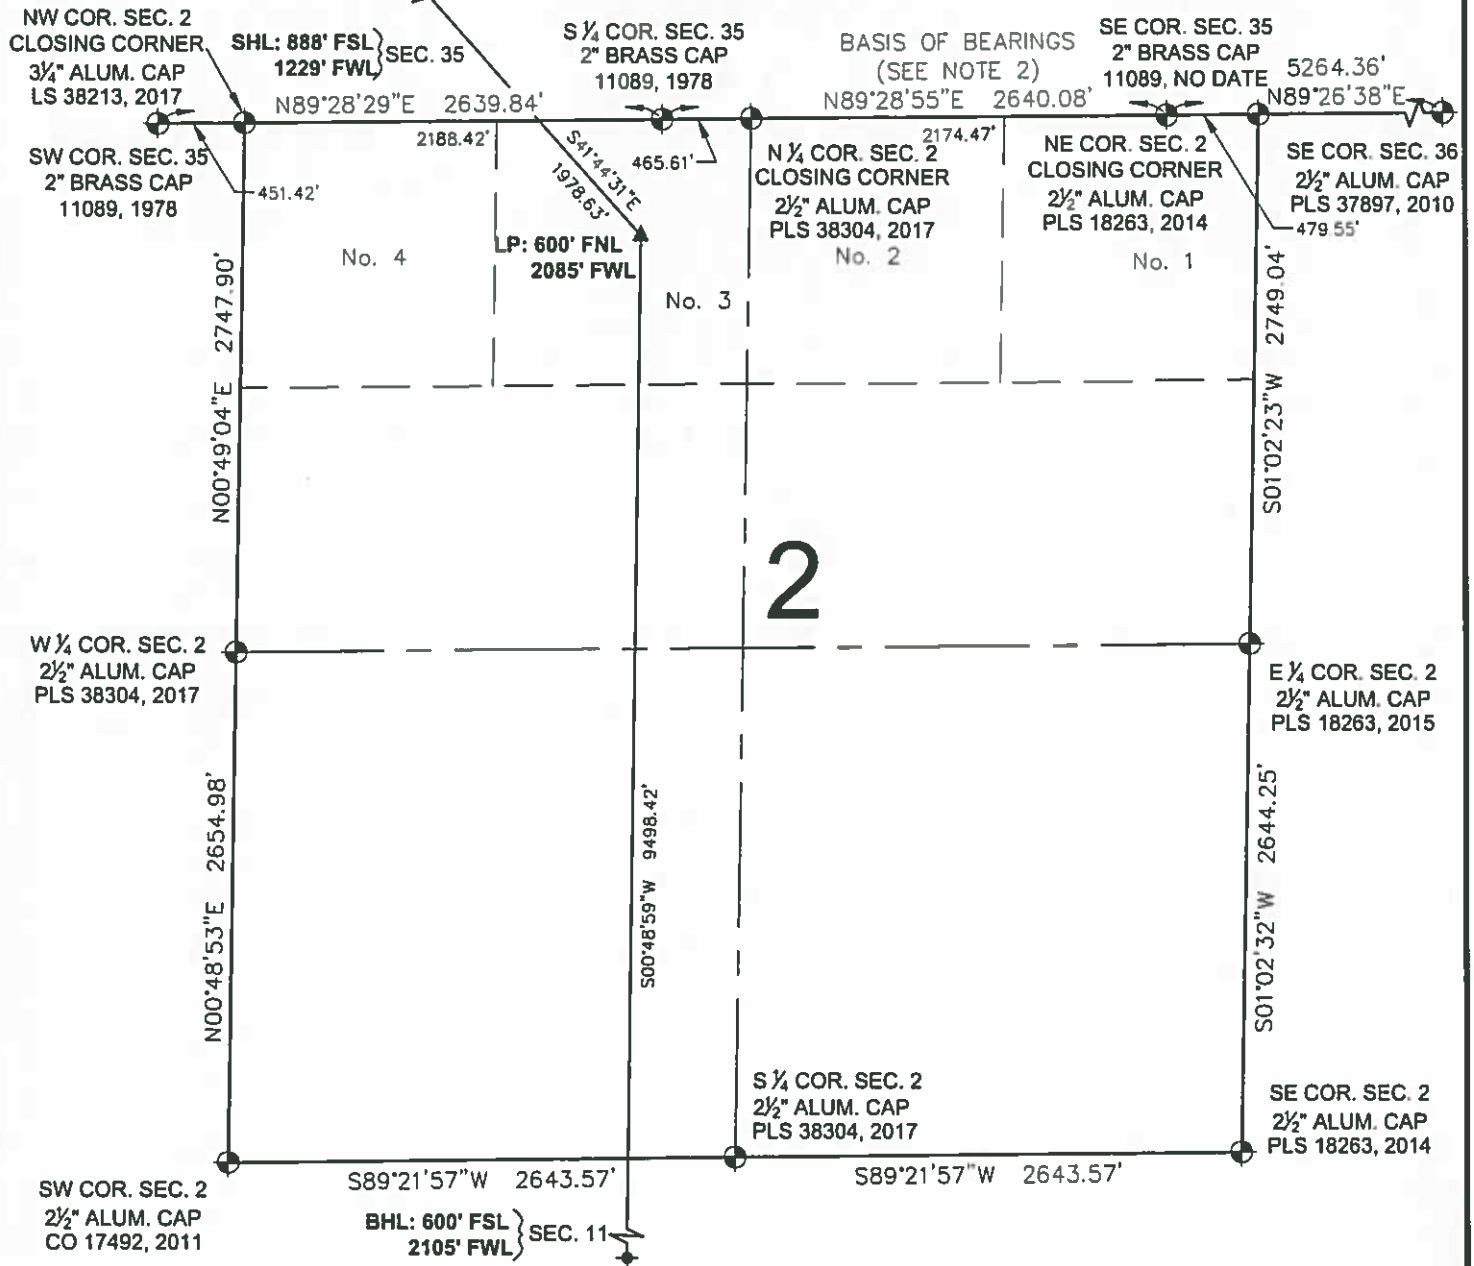 NW COR. SEC. 2
CLOSING CORNER
3¼" ALUM. CAP
LS 38213, 2017
SHL: 888' FSL
1229' FWL
SEC. 35
S ¼ COR. SEC. 35
2" BRASS CAP
11089, 1978
BASIS OF BEARINGS
(SEE NOTE 2)
SE COR. SEC. 35
2" BRASS CAP
11089, NO DATE
5264.36'
N89°26'38"E
N89°28'29"E 2639.84'
N89°28'55"E 2640.08'
2188.42'
2174.47'
SW COR. SEC. 35
2" BRASS CAP
11089, 1978
451.42'
S41°44'31"E
1978.63'
465.61'
N ¼ COR. SEC. 2
CLOSING CORNER
2½" ALUM. CAP
PLS 38304, 2017
NE COR. SEC. 2
CLOSING CORNER
2½" ALUM. CAP
PLS 18263, 2014
SE COR. SEC. 36
2½" ALUM. CAP
PLS 37897, 2010
479.55'
No. 4
LP: 600' FNL
2085' FWL
No. 3
No. 2
No. 1
N00°49'04"E 2747.90'
S01°02'23"W 2749.04'
2
W ¼ COR. SEC. 2
2½" ALUM. CAP
PLS 38304, 2017
E ¼ COR. SEC. 2
2½" ALUM. CAP
PLS 18263, 2015
N00°48'53"E 2654.98'
S00°48'59"W 9498.42'
S01°02'32"W 2644.25'
S ¼ COR. SEC. 2
2½" ALUM. CAP
PLS 38304, 2017
SE COR. SEC. 2
2½" ALUM. CAP
PLS 18263, 2014
S89°21'57"W 2643.57'
S89°21'57"W 2643.57'
SW COR. SEC. 2
2½" ALUM. CAP
CO 17492, 2011
BHL: 600' FSL
2105' FWL
SEC. 11